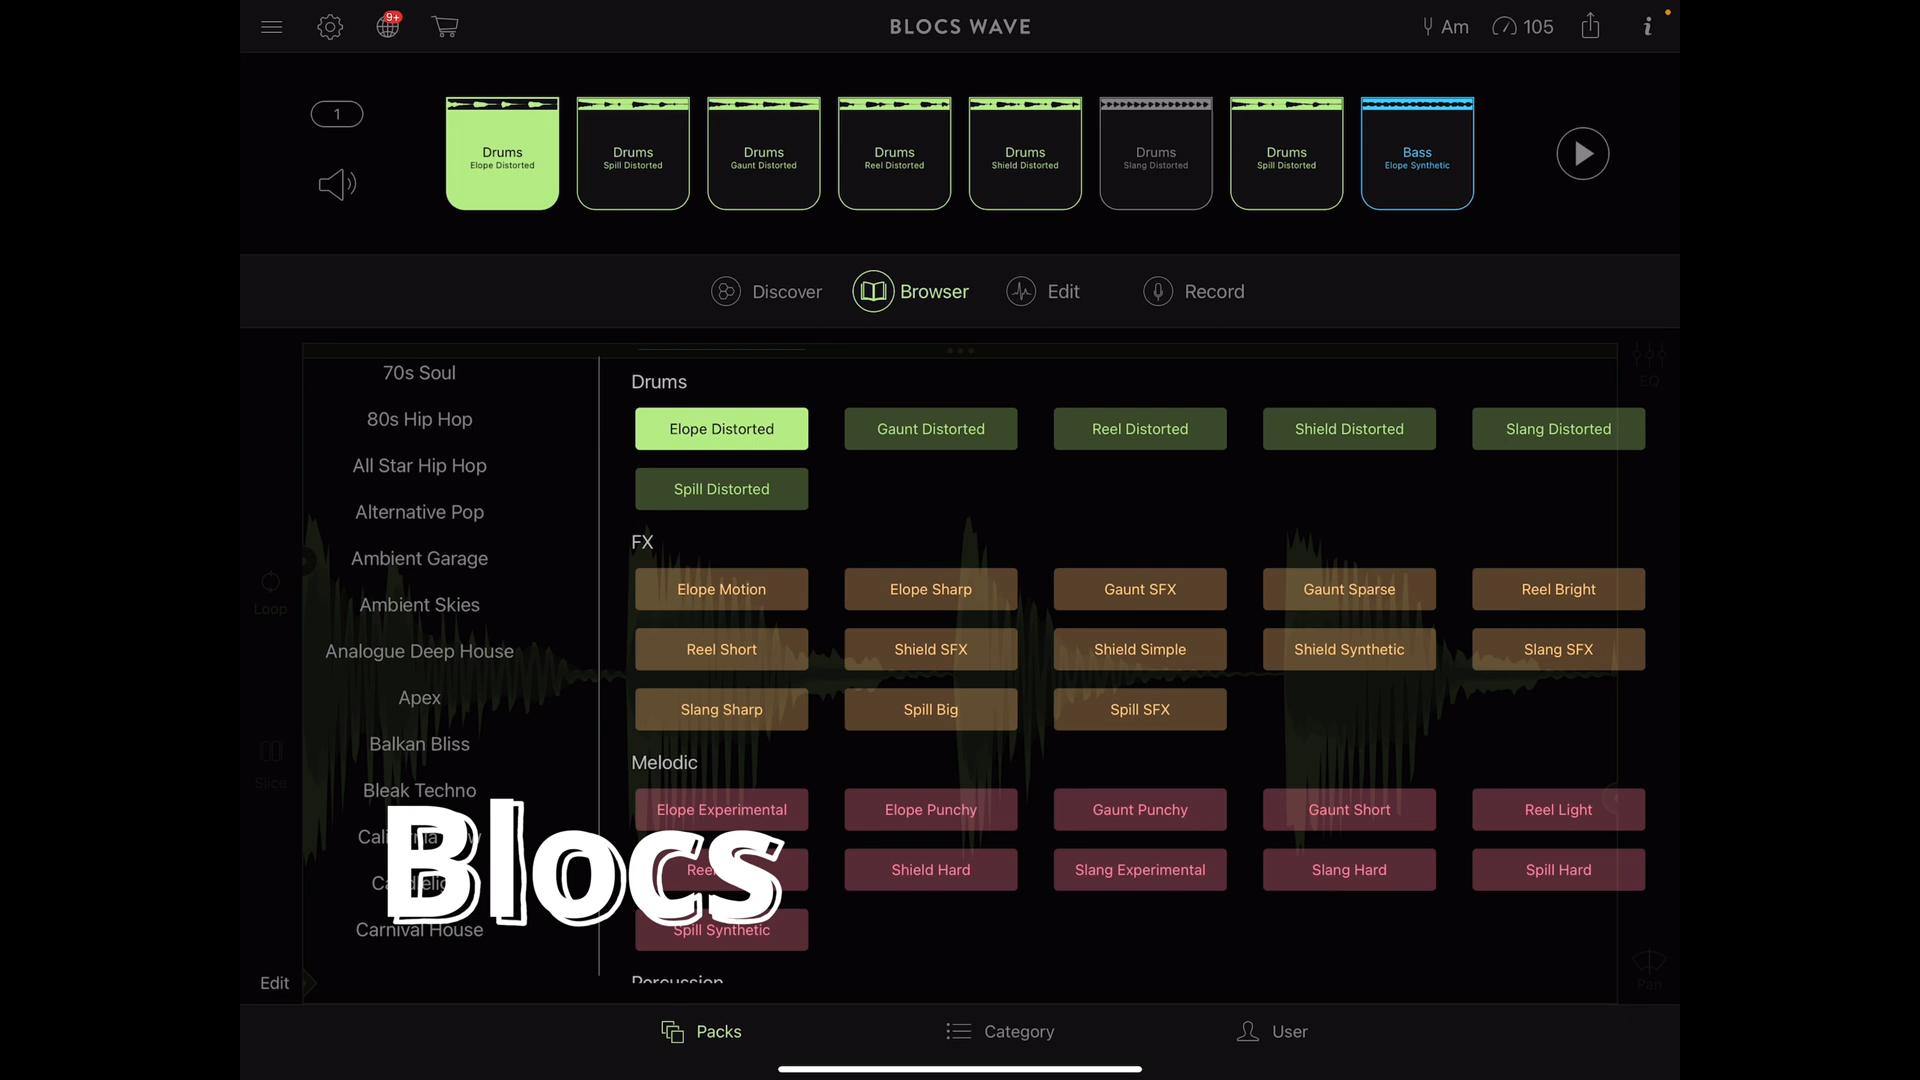 9+
BLOCS WAVE
Am
105
i
1
Drums
Elope Distorted
Drums
Spill Distorted
Drums
Gaunt Distorted
Drums
Reel Distorted
Drums
Shield Distorted
Drums
Slang Distorted
Drums
Spill Distorted
Bass
Elope Synthetic
Discover
Browser
Edit
Record
EQ
Loop
Slice
Pan
Edit
70s Soul
80s Hip Hop
All Star Hip Hop
Alternative Pop
Ambient Garage
Ambient Skies
Analogue Deep House
Apex
Balkan Bliss
Bleak Techno
Carnival House
Blocs
Drums
Elope Distorted
Gaunt Distorted
Reel Distorted
Shield Distorted
Slang Distorted
Spill Distorted
FX
Elope Motion
Elope Sharp
Gaunt SFX
Gaunt Sparse
Reel Bright
Reel Short
Shield SFX
Shield Simple
Shield Synthetic
Slang SFX
Slang Sharp
Spill Big
Spill SFX
Melodic
Elope Experimental
Elope Punchy
Gaunt Punchy
Gaunt Short
Reel Light
Shield Hard
Slang Experimental
Slang Hard
Spill Hard
Spill Synthetic
Percussion
Packs
Category
User